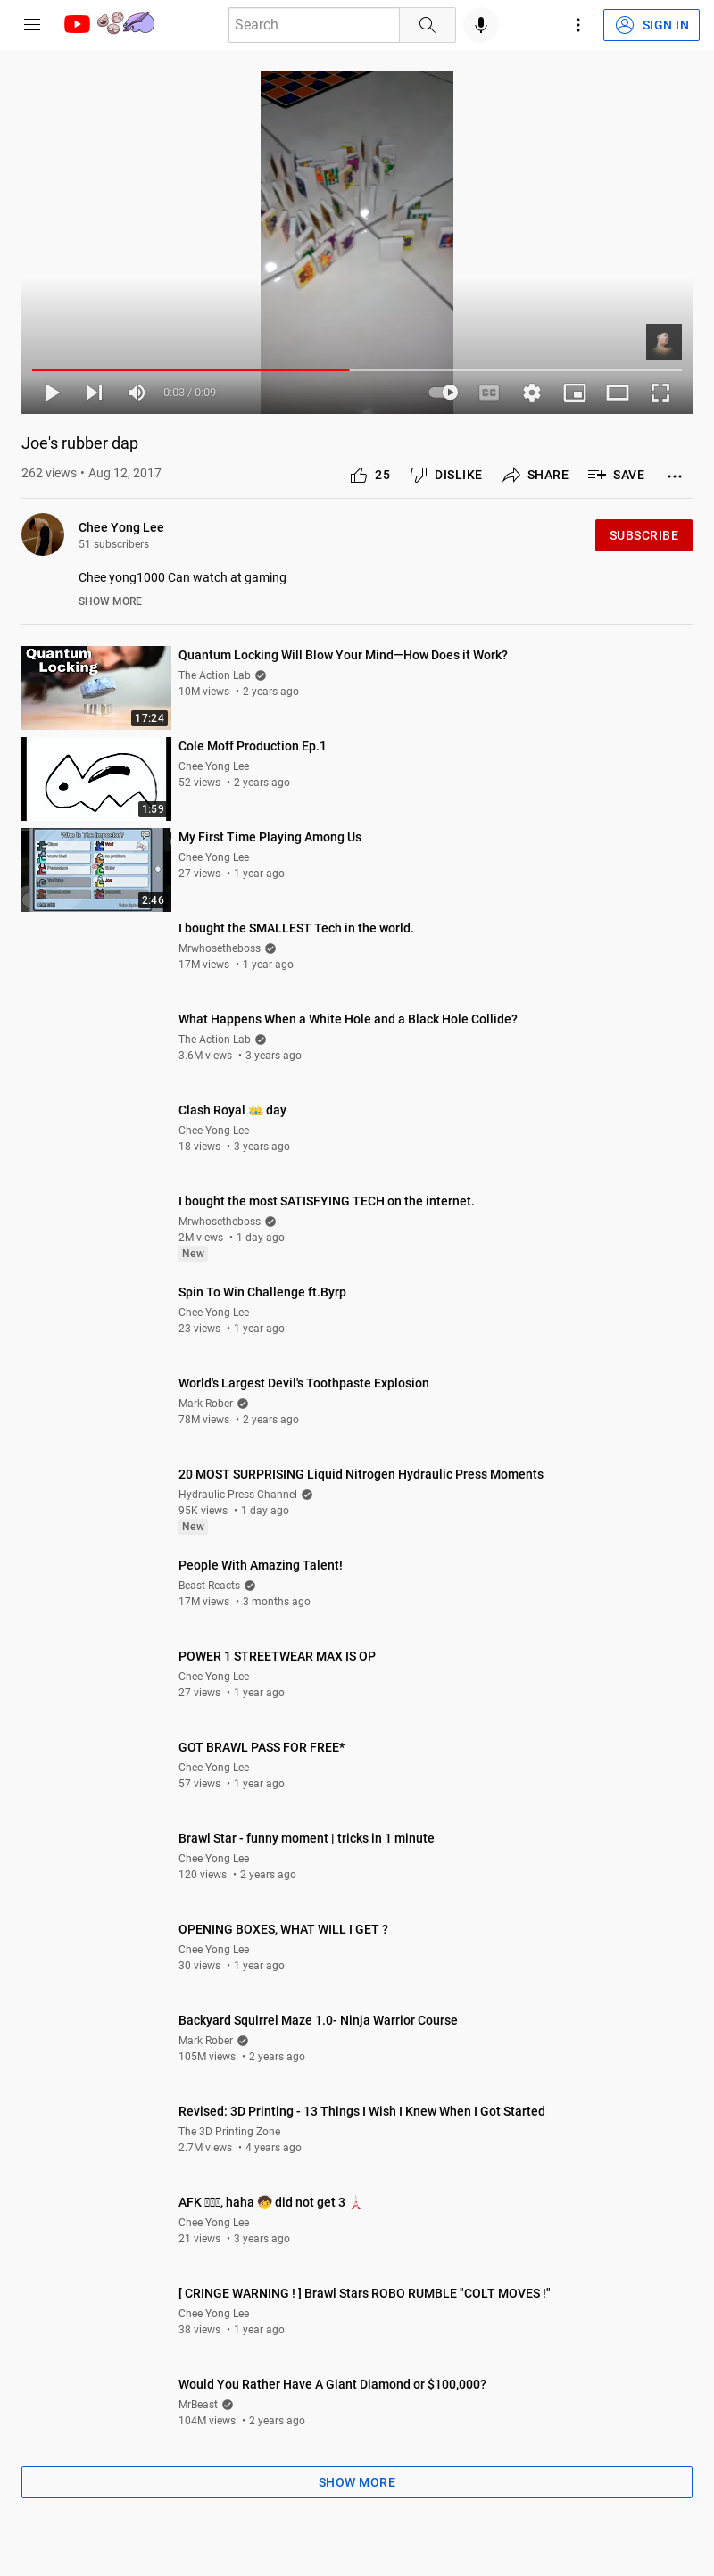 Search
SIGN IN
0:03 / 0:09
CC
Joe's rubber dap
262 views • Aug 12, 2017
25
DISLIKE
SHARE
SAVE
Chee Yong Lee
51 subscribers
SUBSCRIBE
Chee yong1000 Can watch at gaming
SHOW MORE
Quantum Locking
17:24
Quantum Locking Will Blow Your Mind—How Does it Work?
The Action Lab
10M views • 2 years ago
1:59
Cole Moff Production Ep.1
Chee Yong Lee
52 views • 2 years ago
Who Is The Impostor?
2:46
My First Time Playing Among Us
Chee Yong Lee
27 views • 1 year ago
I bought the SMALLEST Tech in the world.
Mrwhosetheboss
17M views • 1 year ago
What Happens When a White Hole and a Black Hole Collide?
The Action Lab
3.6M views • 3 years ago
Clash Royal 👑 day
Chee Yong Lee
18 views • 3 years ago
I bought the most SATISFYING TECH on the internet.
Mrwhosetheboss
2M views • 1 day ago
New
Spin To Win Challenge ft.Byrp
Chee Yong Lee
23 views • 1 year ago
World's Largest Devil's Toothpaste Explosion
Mark Rober
78M views • 2 years ago
20 MOST SURPRISING Liquid Nitrogen Hydraulic Press Moments
Hydraulic Press Channel
95K views • 1 day ago
New
People With Amazing Talent!
Beast Reacts
17M views • 3 months ago
POWER 1 STREETWEAR MAX IS OP
Chee Yong Lee
27 views • 1 year ago
GOT BRAWL PASS FOR FREE*
Chee Yong Lee
57 views • 1 year ago
Brawl Star - funny moment | tricks in 1 minute
Chee Yong Lee
120 views • 2 years ago
OPENING BOXES, WHAT WILL I GET ?
Chee Yong Lee
30 views • 1 year ago
Backyard Squirrel Maze 1.0- Ninja Warrior Course
Mark Rober
105M views • 2 years ago
Revised: 3D Printing - 13 Things I Wish I Knew When I Got Started
The 3D Printing Zone
2.7M views • 4 years ago
AFK, haha 🧒 did not get 3 🗼
Chee Yong Lee
21 views • 3 years ago
[ CRINGE WARNING ! ] Brawl Stars ROBO RUMBLE "COLT MOVES !"
Chee Yong Lee
38 views • 1 year ago
Would You Rather Have A Giant Diamond or $100,000?
MrBeast
104M views • 2 years ago
SHOW MORE